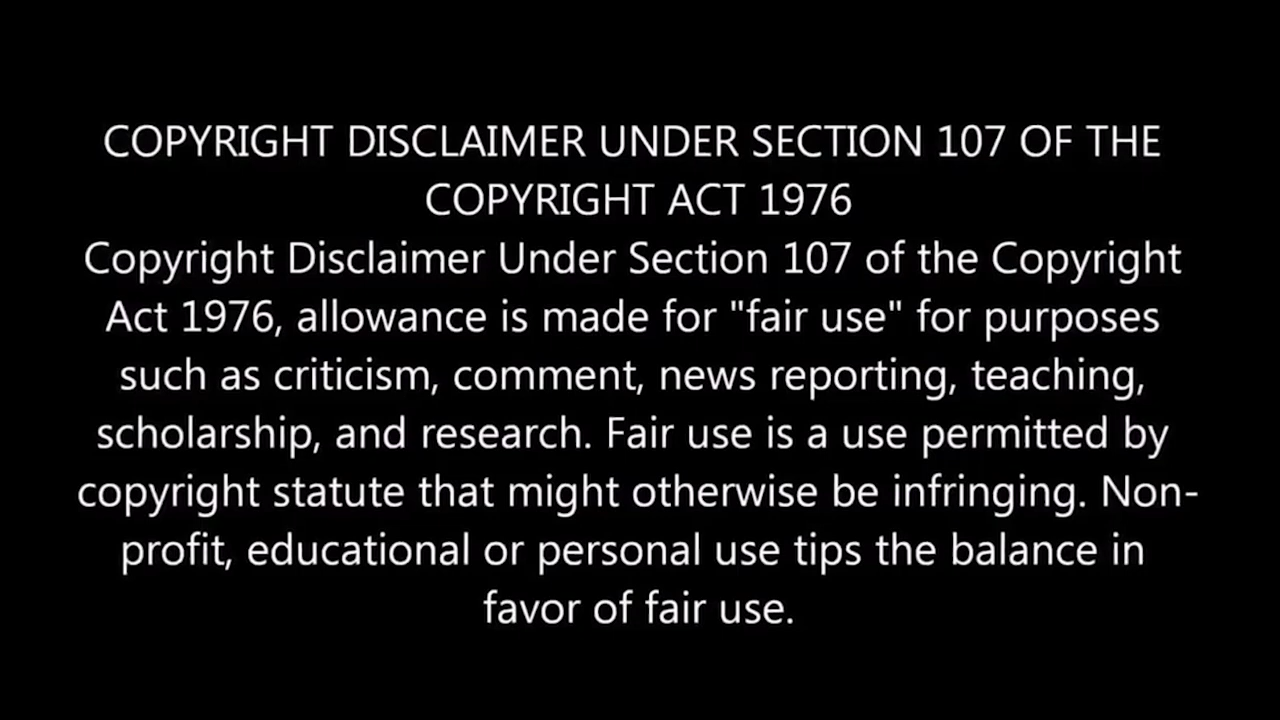 COPYRIGHT DISCLAIMER UNDER SECTION 107 OF THE
COPYRIGHT ACT 1976
Copyright Disclaimer Under Section 107 of the Copyright
Act 1976, allowance is made for "fair use" for purposes
such as criticism, comment, news reporting, teaching,
scholarship, and research. Fair use is a use permitted by
copyright statute that might otherwise be infringing. Non-
profit, educational or personal use tips the balance in
favor of fair use.